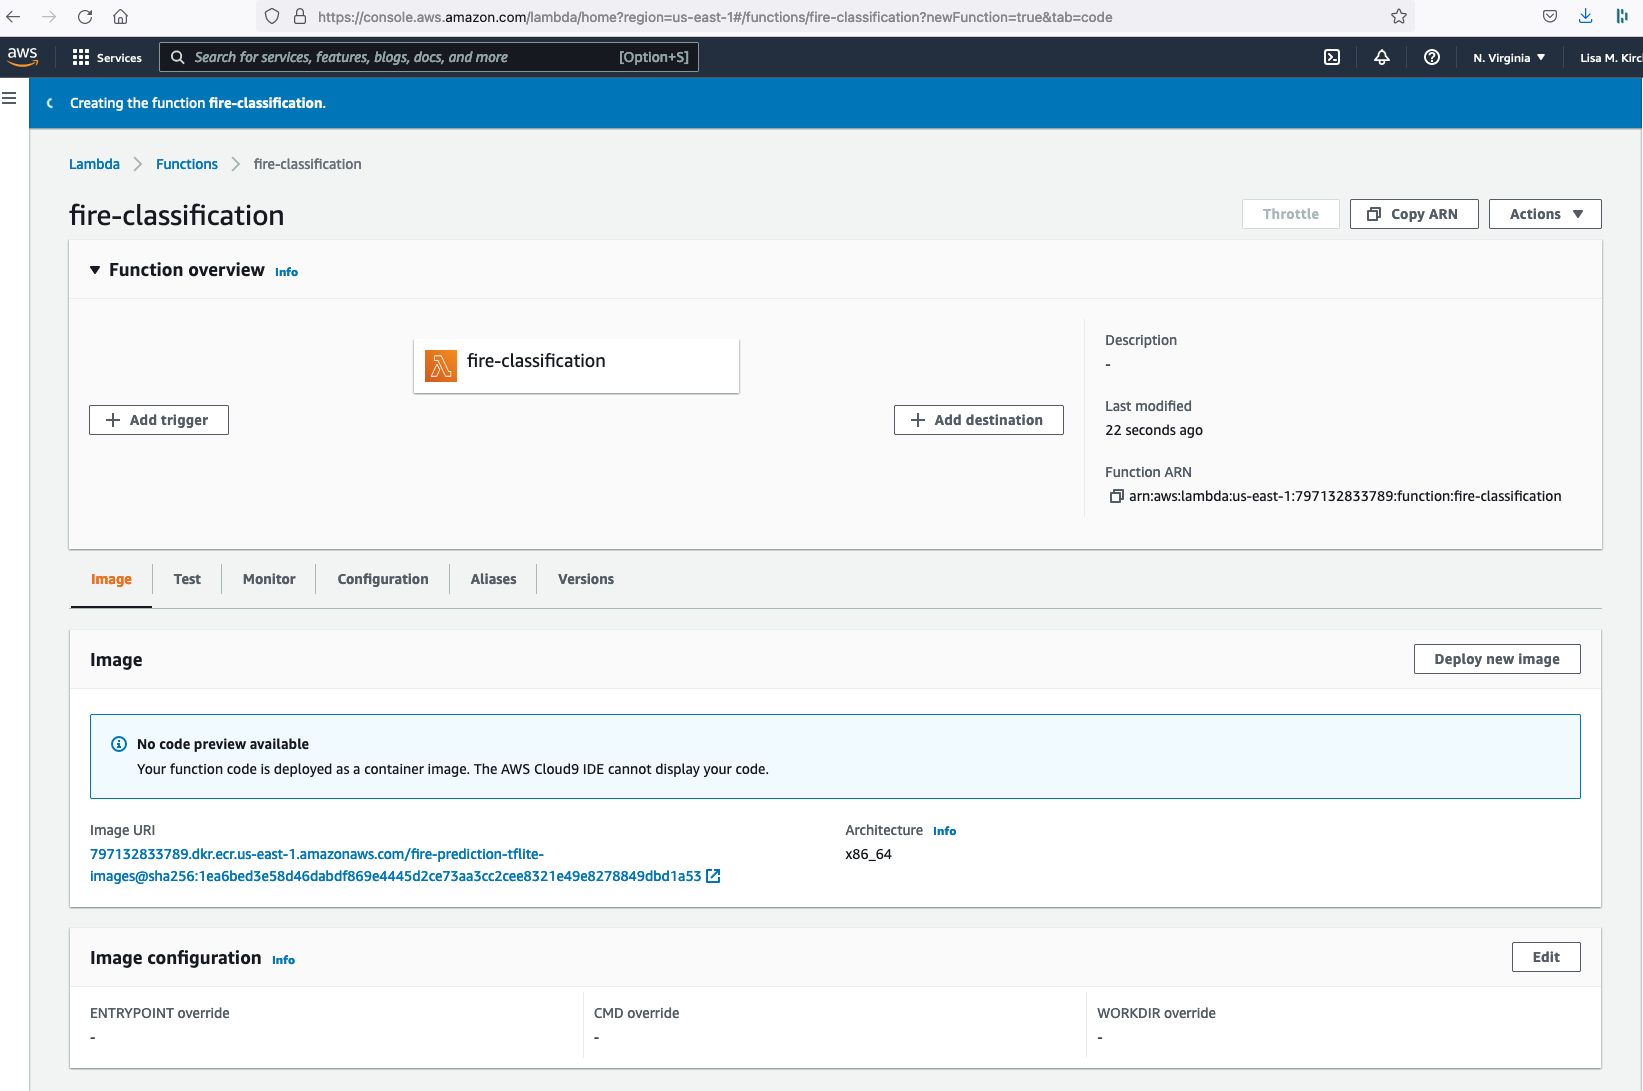 https://console.aws.amazon.com/lambda/home?region=us-east-1#/functions/fire-classification?newFunction=true&tab=code
aws
Services
Search for services, features, blogs, docs, and more
[Option+S]
N. Virginia
Lisa M. Kirc
Creating the function fire-classification.
Lambda
Functions
fire-classification
fire-classification
Throttle
Copy ARN
Actions
Function overview Info
fire-classification
Add trigger
Add destination
Description
-
Last modified
22 seconds ago
Function ARN
arn:aws:lambda:us-east-1:797132833789:function:fire-classification
Image
Test
Monitor
Configuration
Aliases
Versions
Image
Deploy new image
No code preview available
Your function code is deployed as a container image. The AWS Cloud9 IDE cannot display your code.
Image URI
797132833789.dkr.ecr.us-east-1.amazonaws.com/fire-prediction-tflite-
images@sha256:1ea6bed3e58d46dabdf869e4445d2ce73aa3cc2cee8321e49e8278849dbd1a53
Architecture Info
x86_64
Image configuration Info
Edit
ENTRYPOINT override
-
CMD override
-
WORKDIR override
-